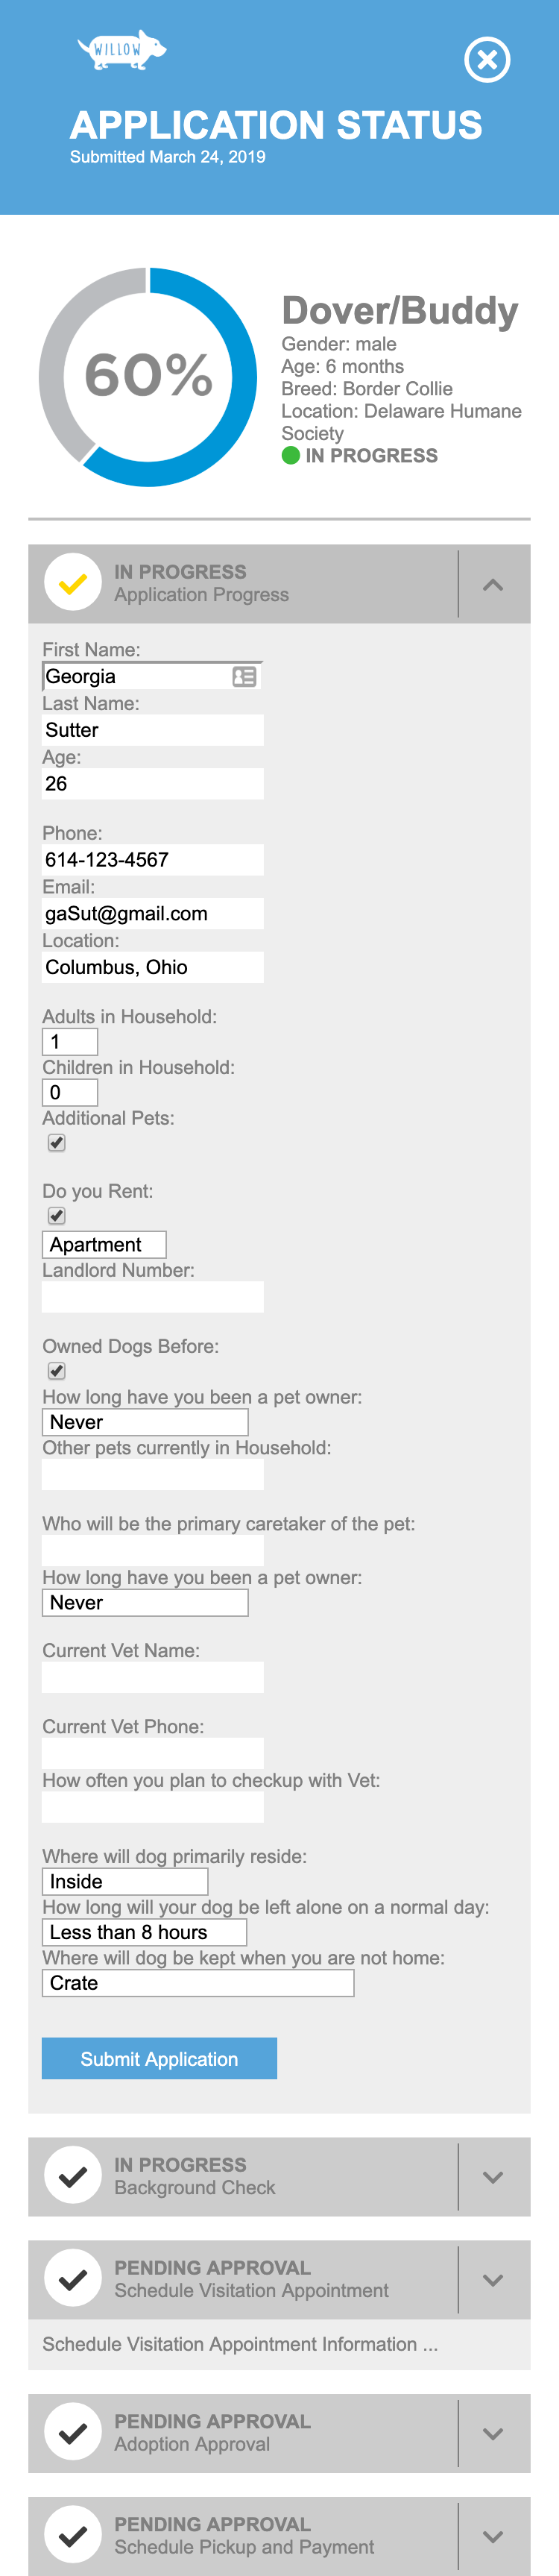 WILLOW
APPLICATION STATUS
Submitted March 24, 2019
60%
Dover/Buddy
Gender: male
Age: 6 months
Breed: Border Collie
Location: Delaware Humane
Society
IN PROGRESS
IN PROGRESS
Application Progress
First Name:
Georgia
Last Name:
Sutter
Age:
26
Phone:
614-123-4567
Email:
gaSut@gmail.com
Location:
Columbus, Ohio
Adults in Household:
1
Children in Household:
0
Additional Pets:
Do you Rent:
Apartment
Landlord Number:
Owned Dogs Before:
How long have you been a pet owner:
Never
Other pets currently in Household:
Who will be the primary caretaker of the pet:
How long have you been a pet owner:
Never
Current Vet Name:
Current Vet Phone:
How often you plan to checkup with Vet:
Where will dog primarily reside:
Inside
How long will your dog be left alone on a normal day:
Less than 8 hours
Where will dog be kept when you are not home:
Crate
Submit Application
IN PROGRESS
Background Check
PENDING APPROVAL
Schedule Visitation Appointment
Schedule Visitation Appointment Information ...
PENDING APPROVAL
Adoption Approval
PENDING APPROVAL
Schedule Pickup and Payment